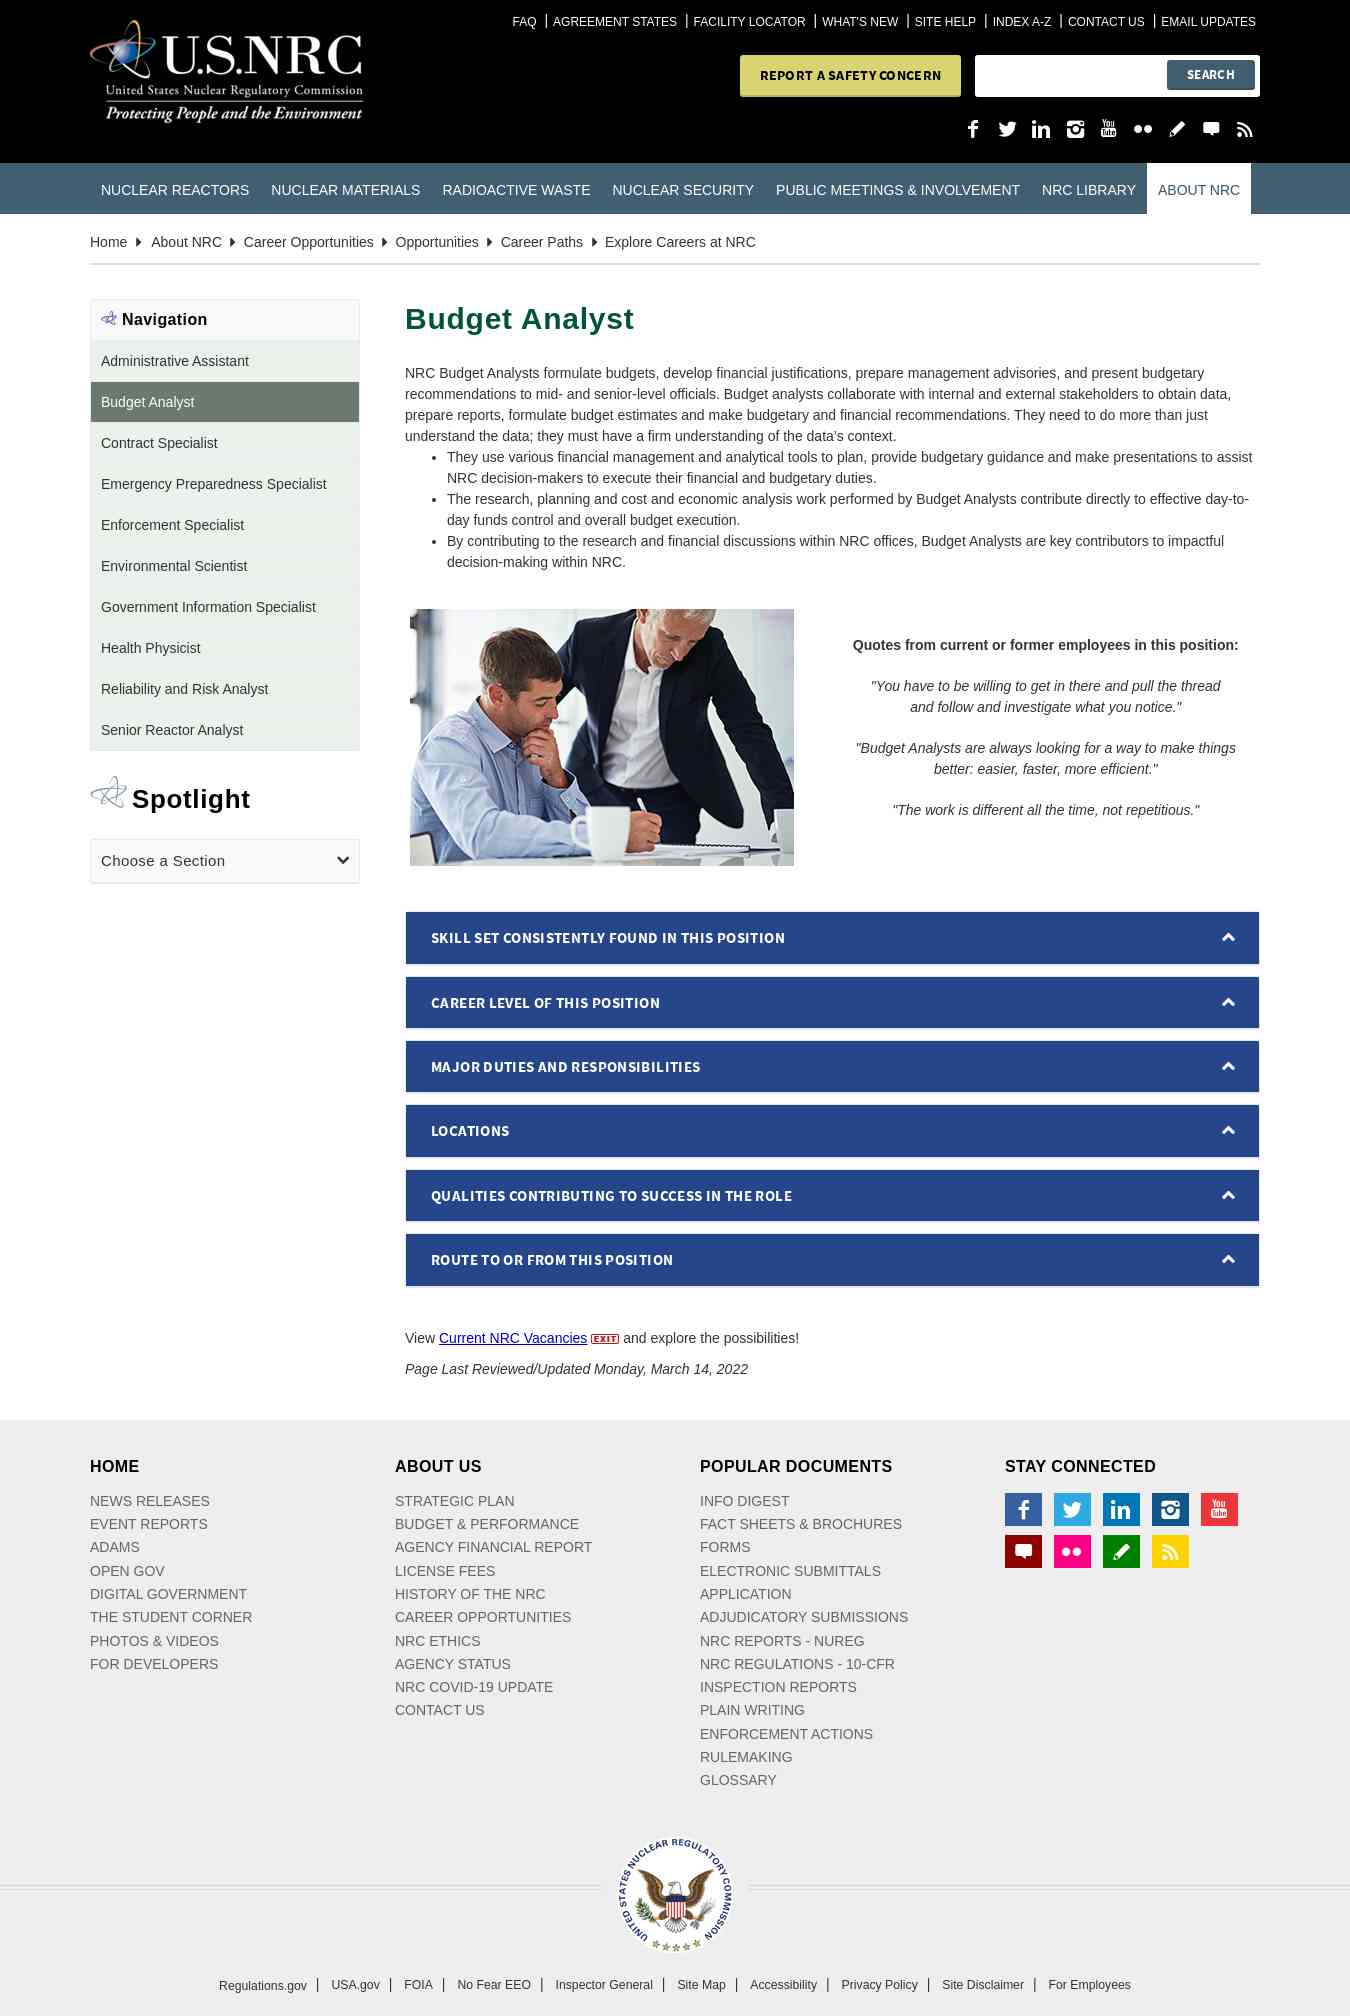 FAQ | AGREEMENT STATES | FACILITY LOCATOR | WHAT'S NEW | SITE HELP | INDEX A-Z | CONTACT US | EMAIL UPDATES
U.S.NRC
United States Nuclear Regulatory Commission
Protecting People and the Environment
REPORT A SAFETY CONCERN
SEARCH
You Tube
NUCLEAR REACTORS NUCLEAR MATERIALS RADIOACTIVE WASTE NUCLEAR SECURITY PUBLIC MEETINGS & INVOLVEMENT NRC LIBRARY ABOUT NRC
Home About NRC Career Opportunities Opportunities Career Paths Explore Careers at NRC
Navigation
Administrative Assistant
Budget Analyst
Contract Specialist
Emergency Preparedness Specialist
Enforcement Specialist
Environmental Scientist
Government Information Specialist
Health Physicist
Reliability and Risk Analyst
Senior Reactor Analyst
Spotlight
Choose a Section
Budget Analyst
NRC Budget Analysts formulate budgets, develop financial justifications, prepare management advisories, and present budgetary
recommendations to mid- and senior-level officials. Budget analysts collaborate with internal and external stakeholders to obtain data,
prepare reports, formulate budget estimates and make budgetary and financial recommendations. They need to do more than just
understand the data; they must have a firm understanding of the data's context.
• They use various financial management and analytical tools to plan, provide budgetary guidance and make presentations to assist
NRC decision-makers to execute their financial and budgetary duties.
• The research, planning and cost and economic analysis work performed by Budget Analysts contribute directly to effective day-to-
day funds control and overall budget execution.
• By contributing to the research and financial discussions within NRC offices, Budget Analysts are key contributors to impactful
decision-making within NRC.
Quotes from current or former employees in this position:
"You have to be willing to get in there and pull the thread
and follow and investigate what you notice."
"Budget Analysts are always looking for a way to make things
better: easier, faster, more efficient."
"The work is different all the time, not repetitious."
SKILL SET CONSISTENTLY FOUND IN THIS POSITION
CAREER LEVEL OF THIS POSITION
MAJOR DUTIES AND RESPONSIBILITIES
LOCATIONS
QUALITIES CONTRIBUTING TO SUCCESS IN THE ROLE
ROUTE TO OR FROM THIS POSITION
View Current NRC Vacancies EXIT and explore the possibilities!
Page Last Reviewed/Updated Monday, March 14, 2022
HOME
NEWS RELEASES
EVENT REPORTS
ADAMS
OPEN GOV
DIGITAL GOVERNMENT
THE STUDENT CORNER
PHOTOS & VIDEOS
FOR DEVELOPERS
ABOUT US
STRATEGIC PLAN
BUDGET & PERFORMANCE
AGENCY FINANCIAL REPORT
LICENSE FEES
HISTORY OF THE NRC
CAREER OPPORTUNITIES
NRC ETHICS
AGENCY STATUS
NRC COVID-19 UPDATE
CONTACT US
POPULAR DOCUMENTS
INFO DIGEST
FACT SHEETS & BROCHURES
FORMS
ELECTRONIC SUBMITTALS
APPLICATION
ADJUDICATORY SUBMISSIONS
NRC REPORTS - NUREG
NRC REGULATIONS - 10-CFR
INSPECTION REPORTS
PLAIN WRITING
ENFORCEMENT ACTIONS
RULEMAKING
GLOSSARY
STAY CONNECTED
You Tube
UNITED STATES NUCLEAR REGULATORY COMMISSION
Regulations.gov | USA.gov | FOIA | No Fear EEO | Inspector General | Site Map | Accessibility | Privacy Policy | Site Disclaimer | For Employees